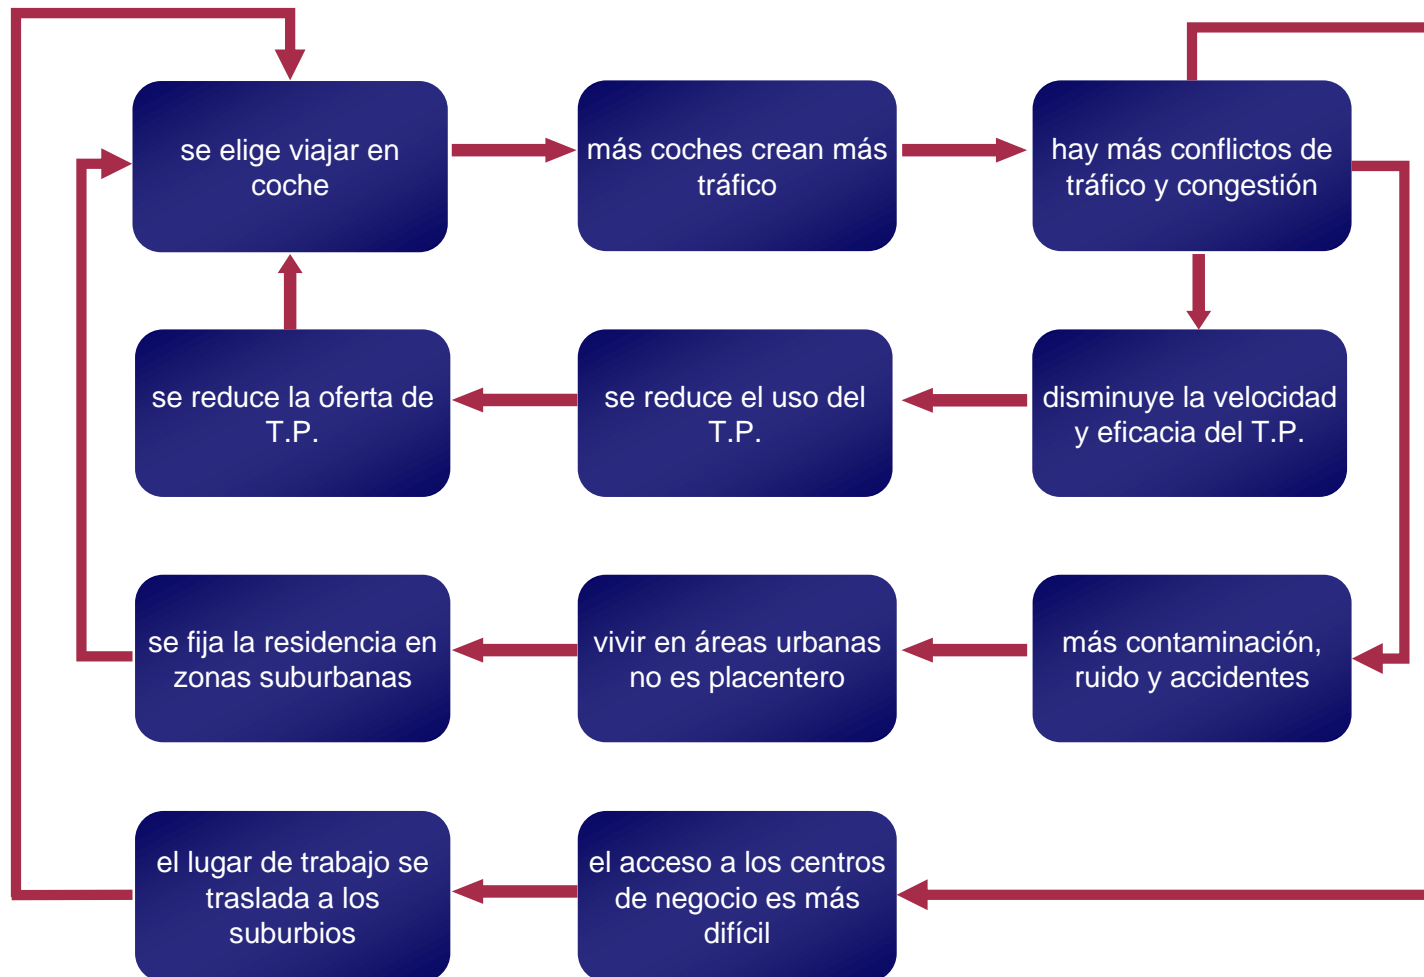 se elige viajar en
coche
más coches crean más
tráfico
hay más conflictos de
tráfico y congestión
se reduce la oferta de
T.P.
se reduce el uso del
T.P.
disminuye la velocidad
y eficacia del T.P.
se fija la residencia en
zonas suburbanas
vivir en áreas urbanas
no es placentero
más contaminación,
ruido y accidentes
el lugar de trabajo se
traslada a los
suburbios
el acceso a los centros
de negocio es más
difícil